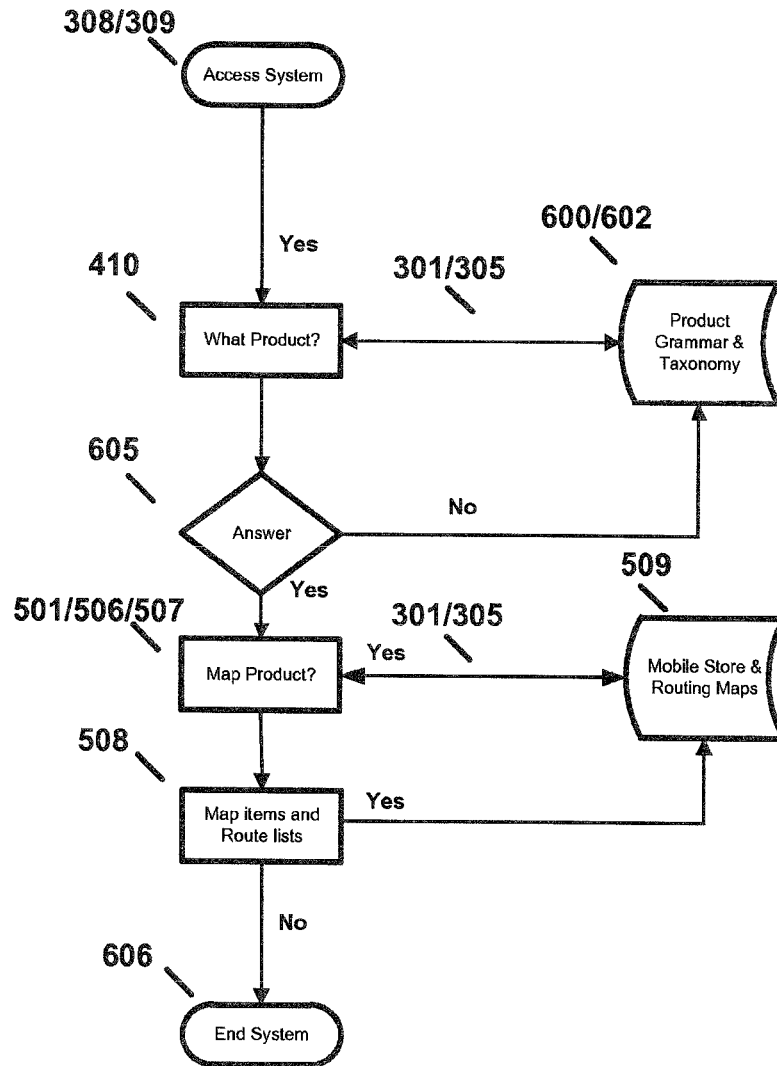 308/309
Access System
600/602
Yes
301/305
410
What Product?
Product
Grammar &
Taxonomy
605
Answer
No
509
Yes
501/506/507
301/305
Yes
Map Product?
Mobile Store &
Routing Maps
508
Yes
Map items and
Route lists
No
606
End System